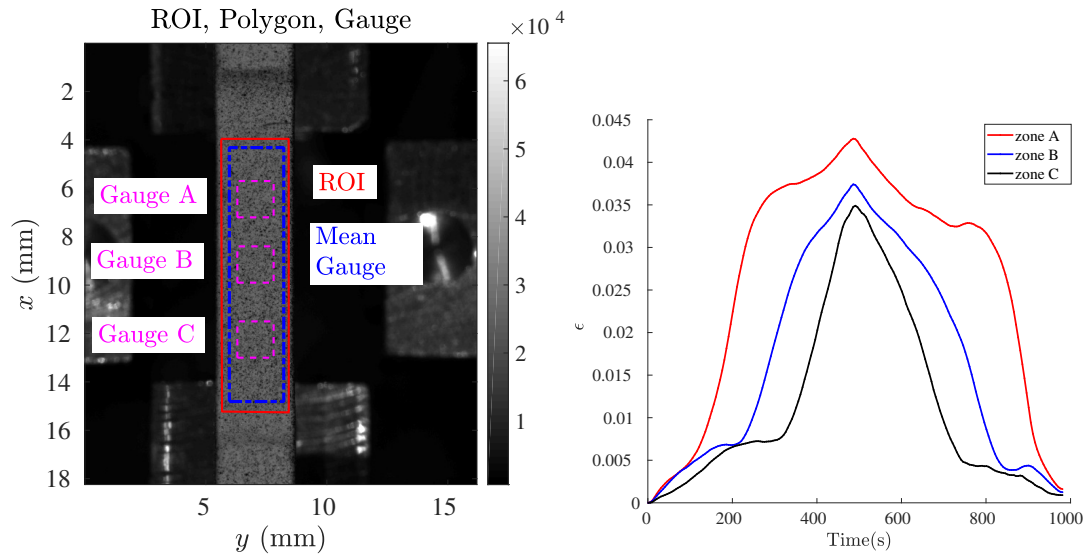 ROI, Polygon, Gauge
×10 4
2
4
6
8
10
12
14
16
18
x (mm)
5
10
15
y (mm)
6
5
4
3
2
1
Gauge A
Gauge B
Gauge C
ROI
Mean
Gauge
0.045
0.04
0.035
0.03
0.025
0.02
0.015
0.01
0.005
0
ϵ
0
200
400
600
800
1000
Time(s)
zone A
zone B
zone C